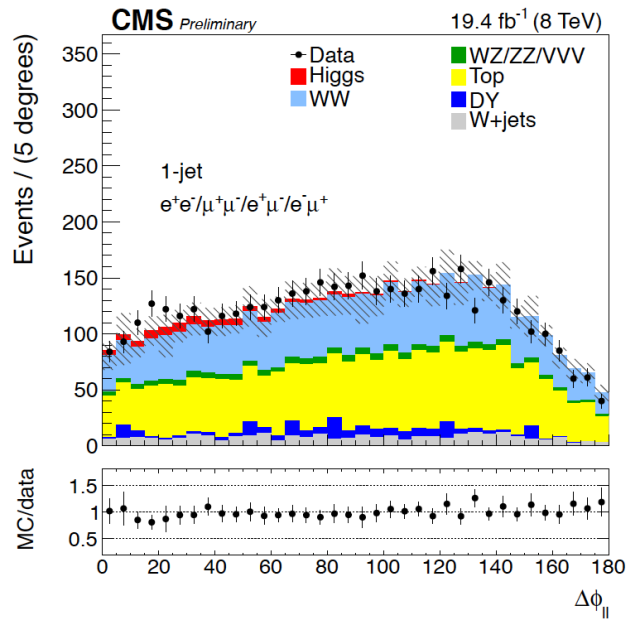 CMS Preliminary 19.4 fb⁻¹ (8 TeV)
Events / (5 degrees)
350
300
250
200
150
100
50
0
Data
Higgs
WW
WZ/ZZ/VVV
Top
DY
W+jets
1-jet
e⁺e⁻/μ⁺μ⁻/e⁺μ⁻/e⁻μ⁺
MC/data
1.5
1
0.5
0 20 40 60 80 100 120 140 160 180
Δϕ_ll